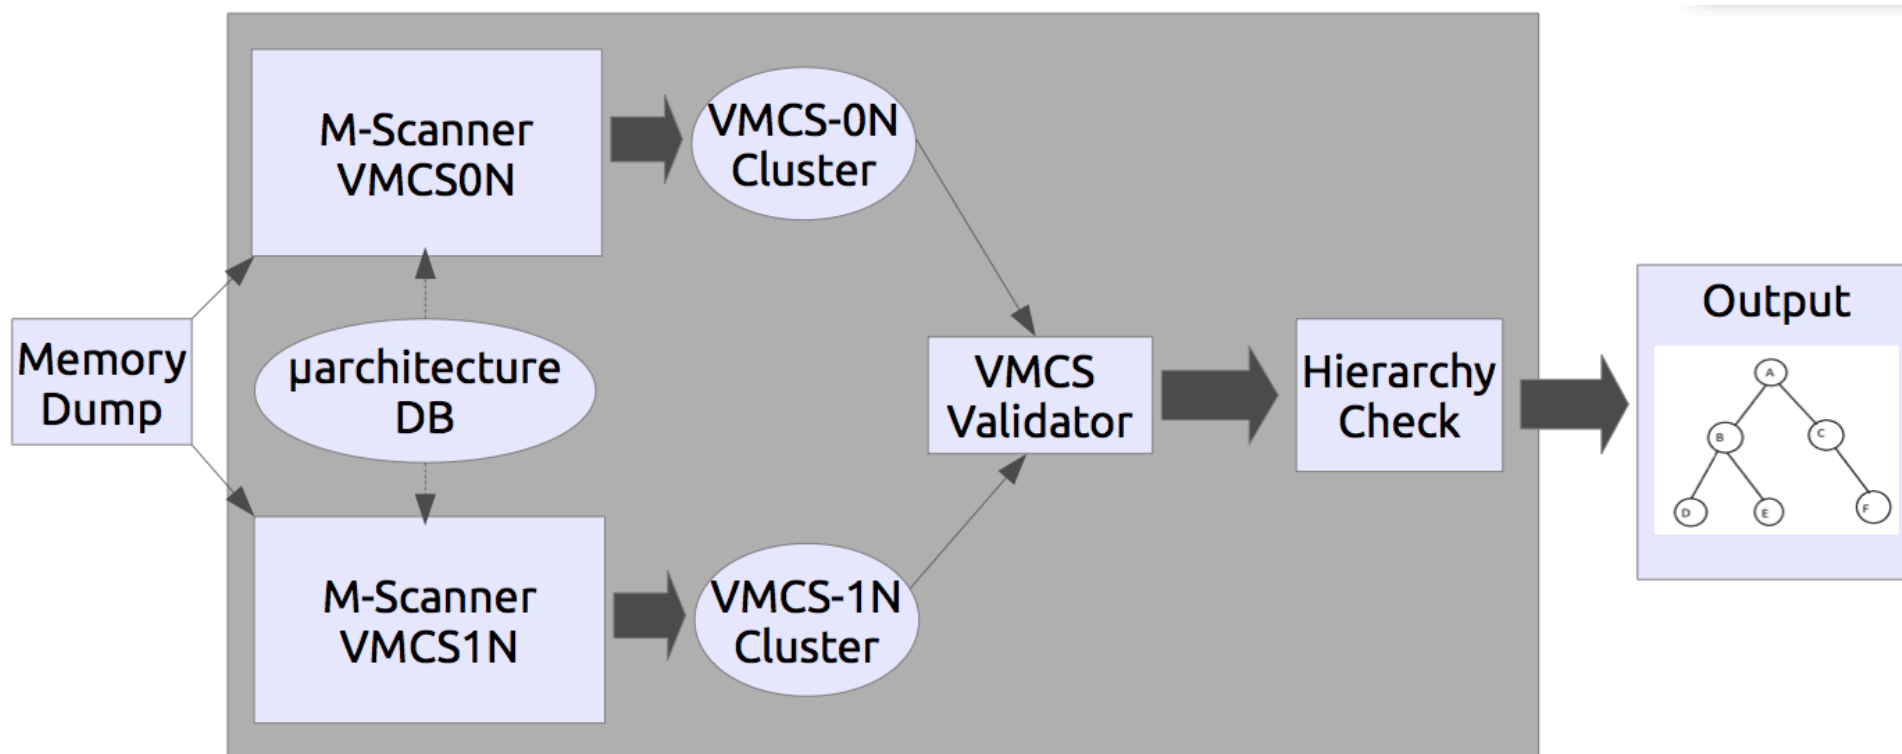 M-Scanner
VMCS0N
VMCS-0N
Cluster
Memory
Dump
µarchitecture
DB
VMCS
Validator
Hierarchy
Check
Output
A
B
C
D
E
F
M-Scanner
VMCS1N
VMCS-1N
Cluster